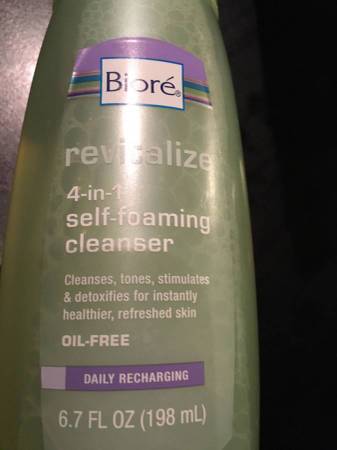 Bioré®
revitalize
4-in-1
self-foaming
cleanser
Cleanses, tones, stimulates
& detoxifies for instantly
healthier, refreshed skin
OIL-FREE
DAILY RECHARGING
6.7 FL OZ (198 mL)